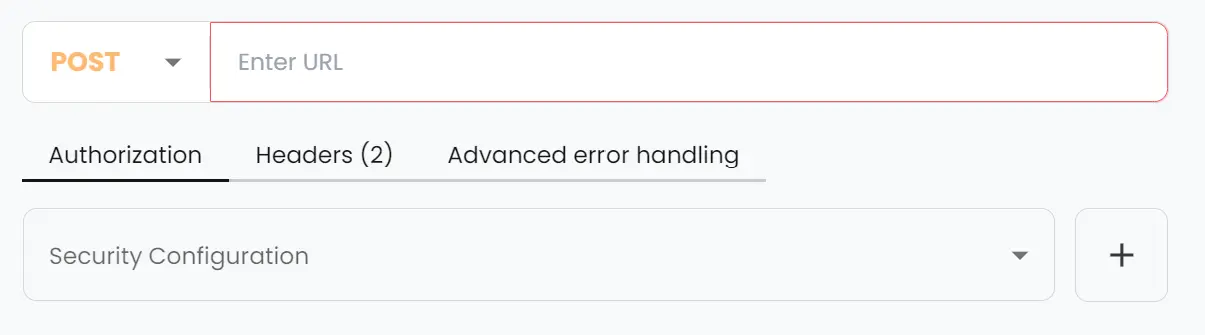 POST Enter URL
Authorization Headers (2) Advanced error handling
Security Configuration +